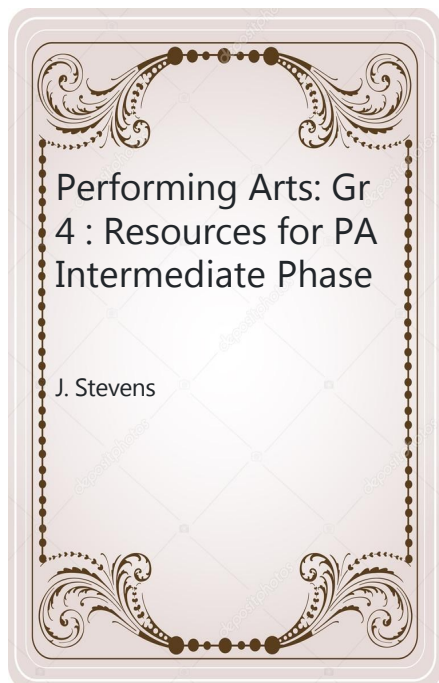 Performing Arts: Gr
4 : Resources for PA
Intermediate Phase
J. Stevens